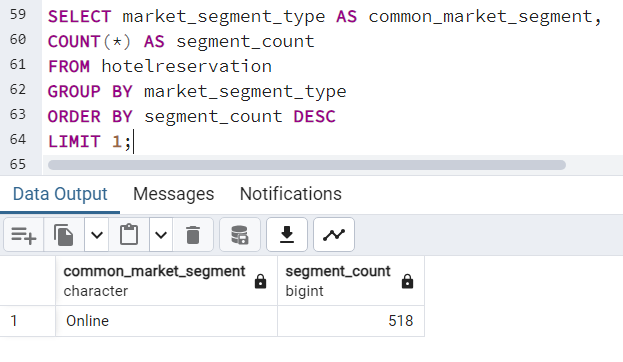 59 SELECT market_segment_type AS common_market_segment,
60 COUNT(*) AS segment_count
61 FROM hotelreservation
62 GROUP BY market_segment_type
63 ORDER BY segment_count DESC
64 LIMIT 1;
65
Data Output Messages Notifications
common_market_segment segment_count
character bigint
1 Online 518